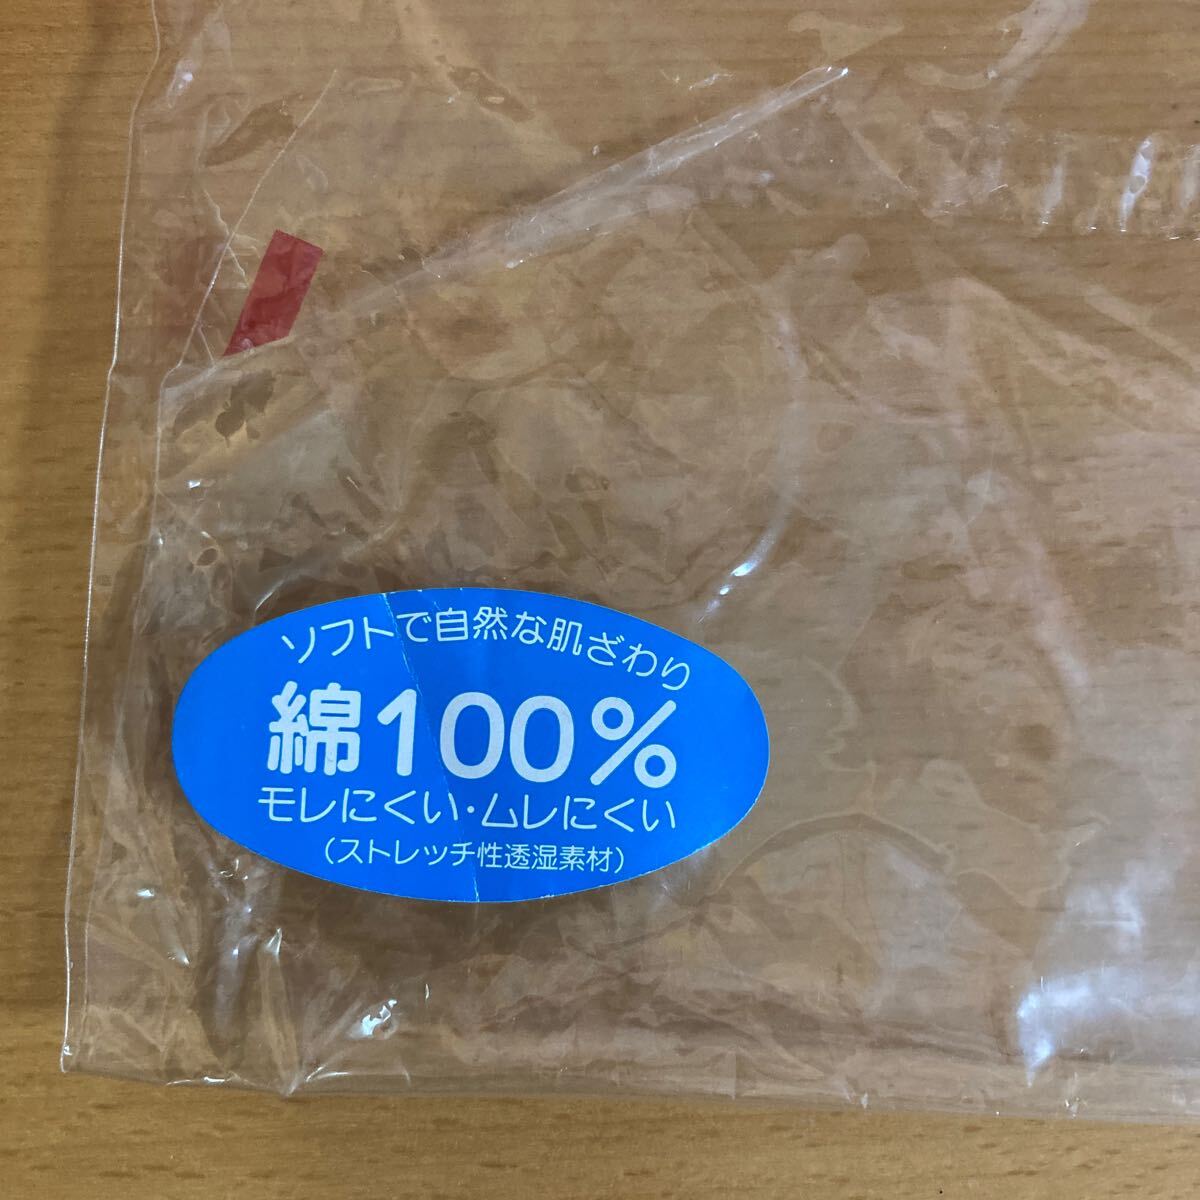 ソフトで自然な肌ざわり
綿100%
モレにくい・ムレにくい
(ストレッチ性透湿素材)